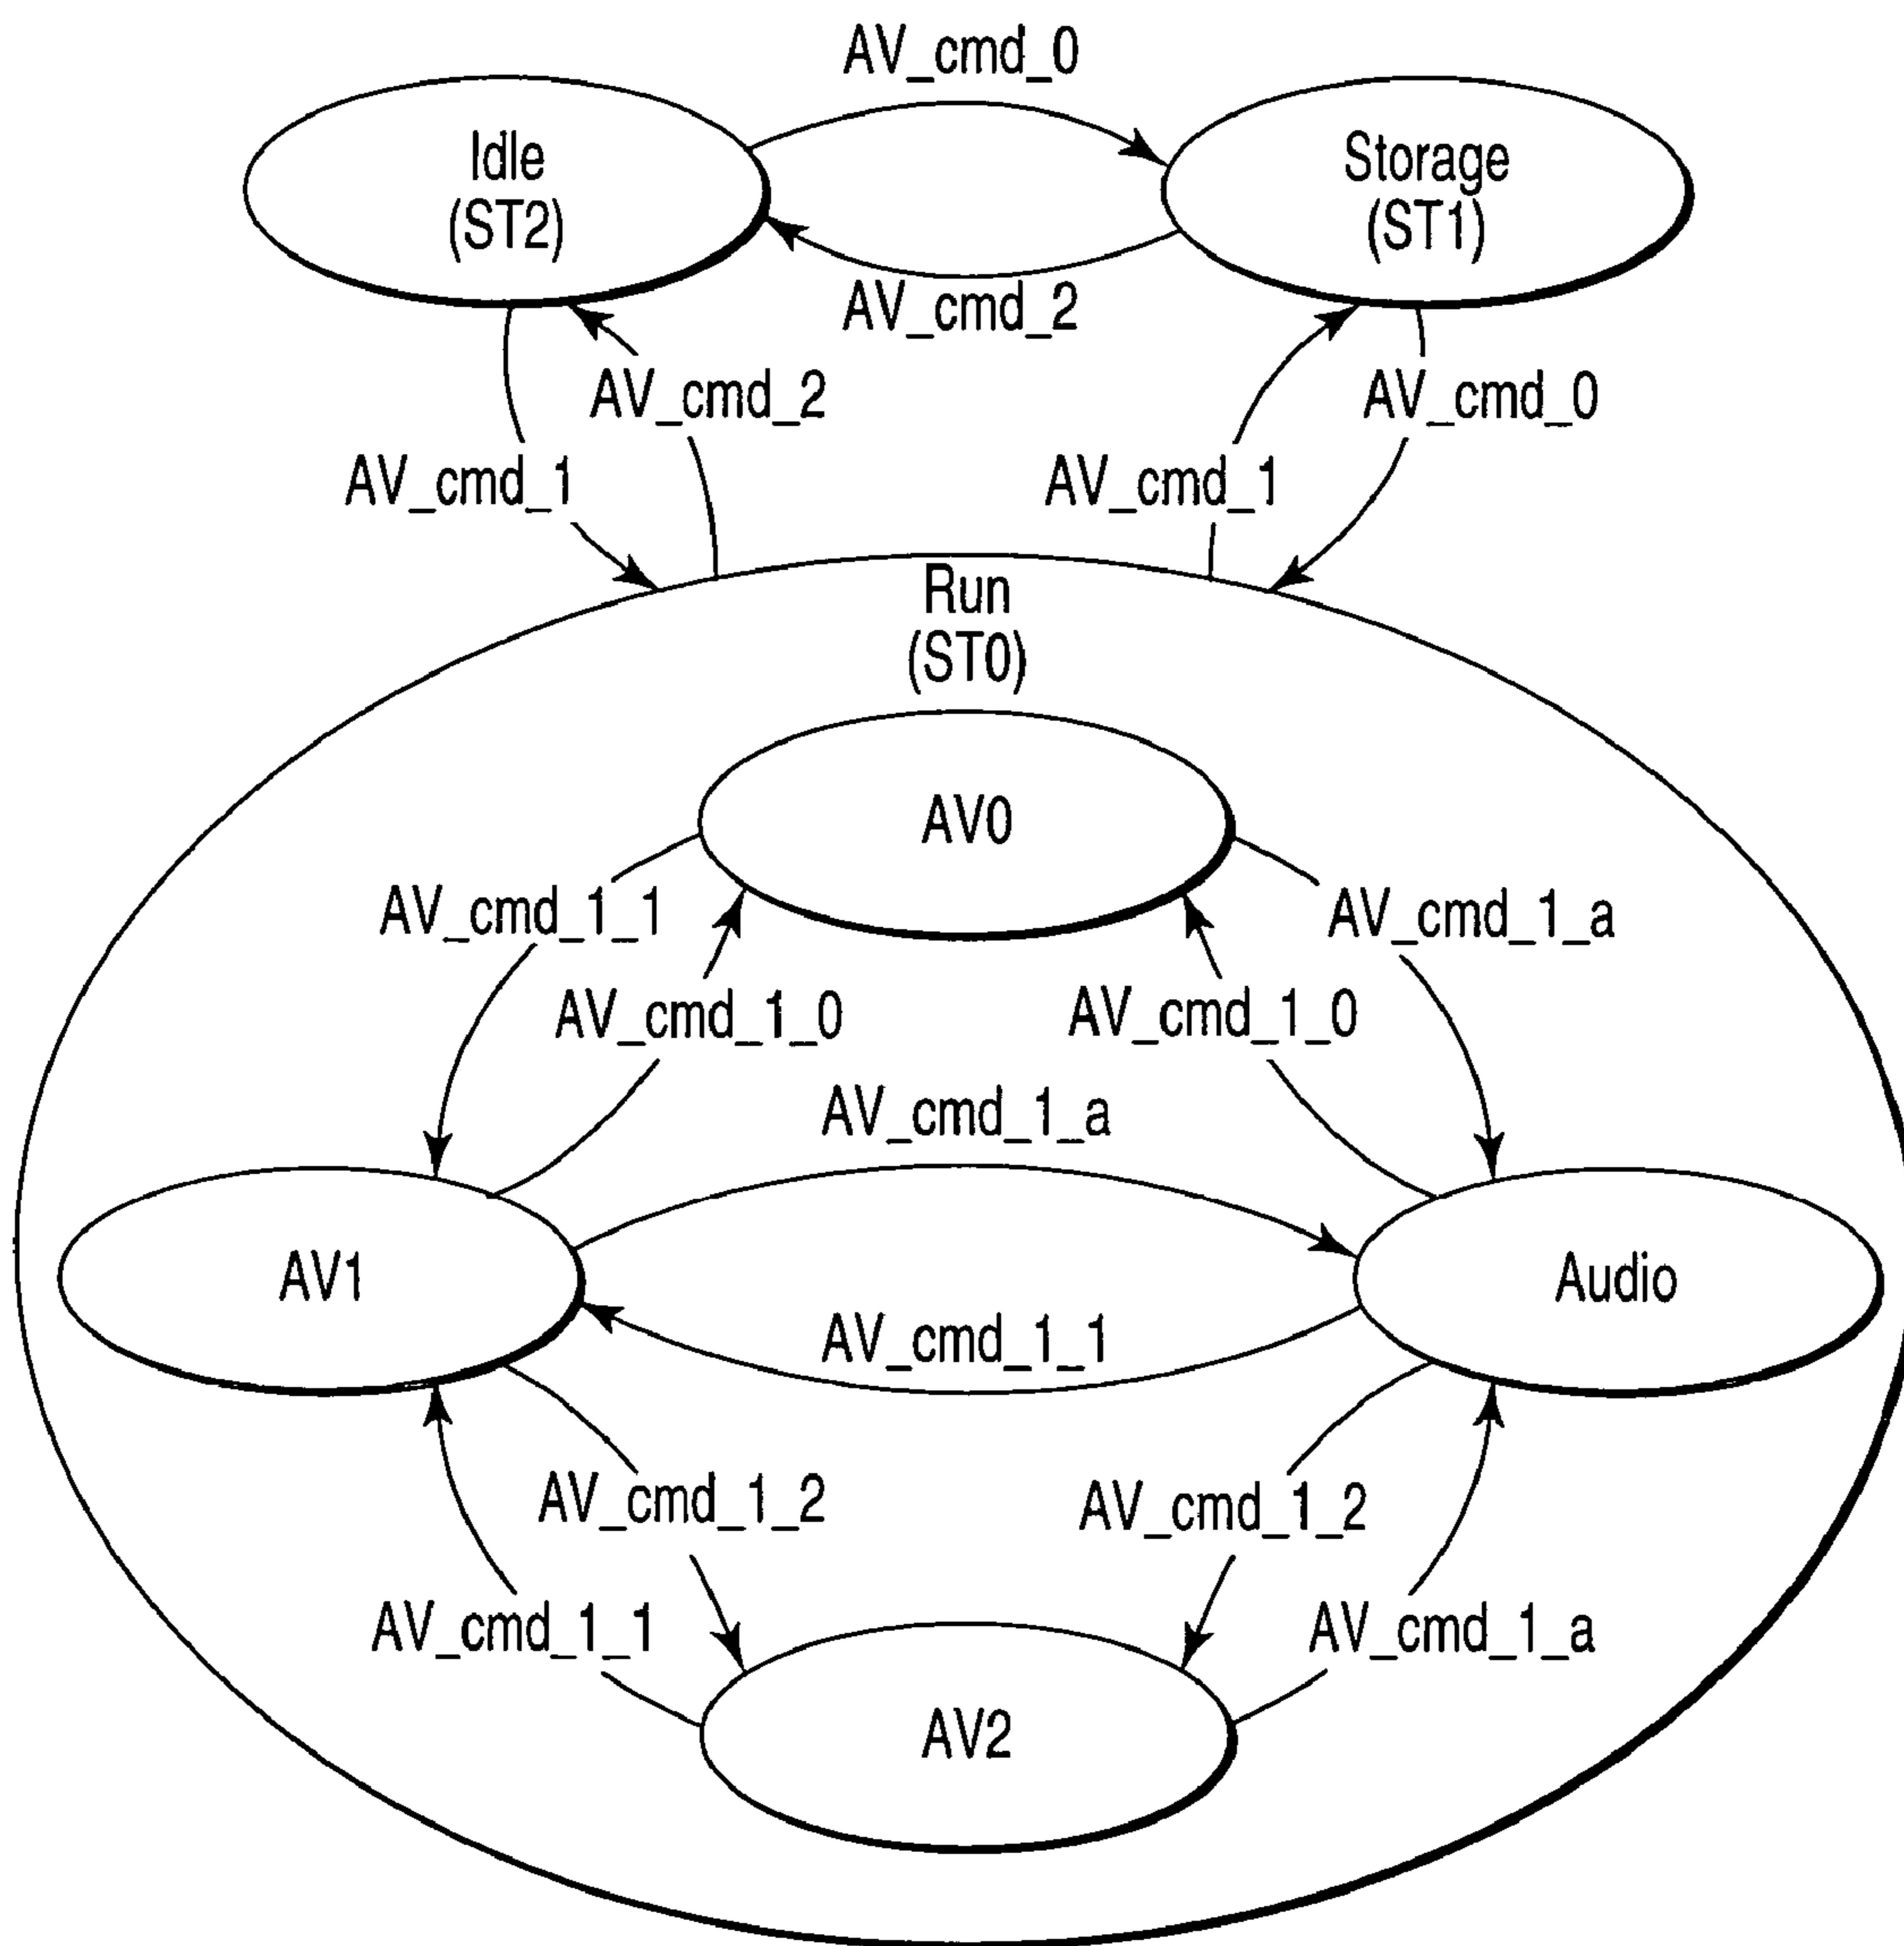 AV_cmd_0
Idle
(ST2)
Storage
(ST1)
AV_cmd_2
AV_cmd_2
AV_cmd_0
AV_cmd_1
AV_cmd_1
Run
(ST0)
AV0
AV_cmd_1_1
AV_cmd_1_a
AV_cmd_1_0
AV_cmd_1_0
AV_cmd_1_a
AV1
Audio
AV_cmd_1_1
AV_cmd_1_2
AV_cmd_1_2
AV_cmd_1_1
AV_cmd_1_a
AV2